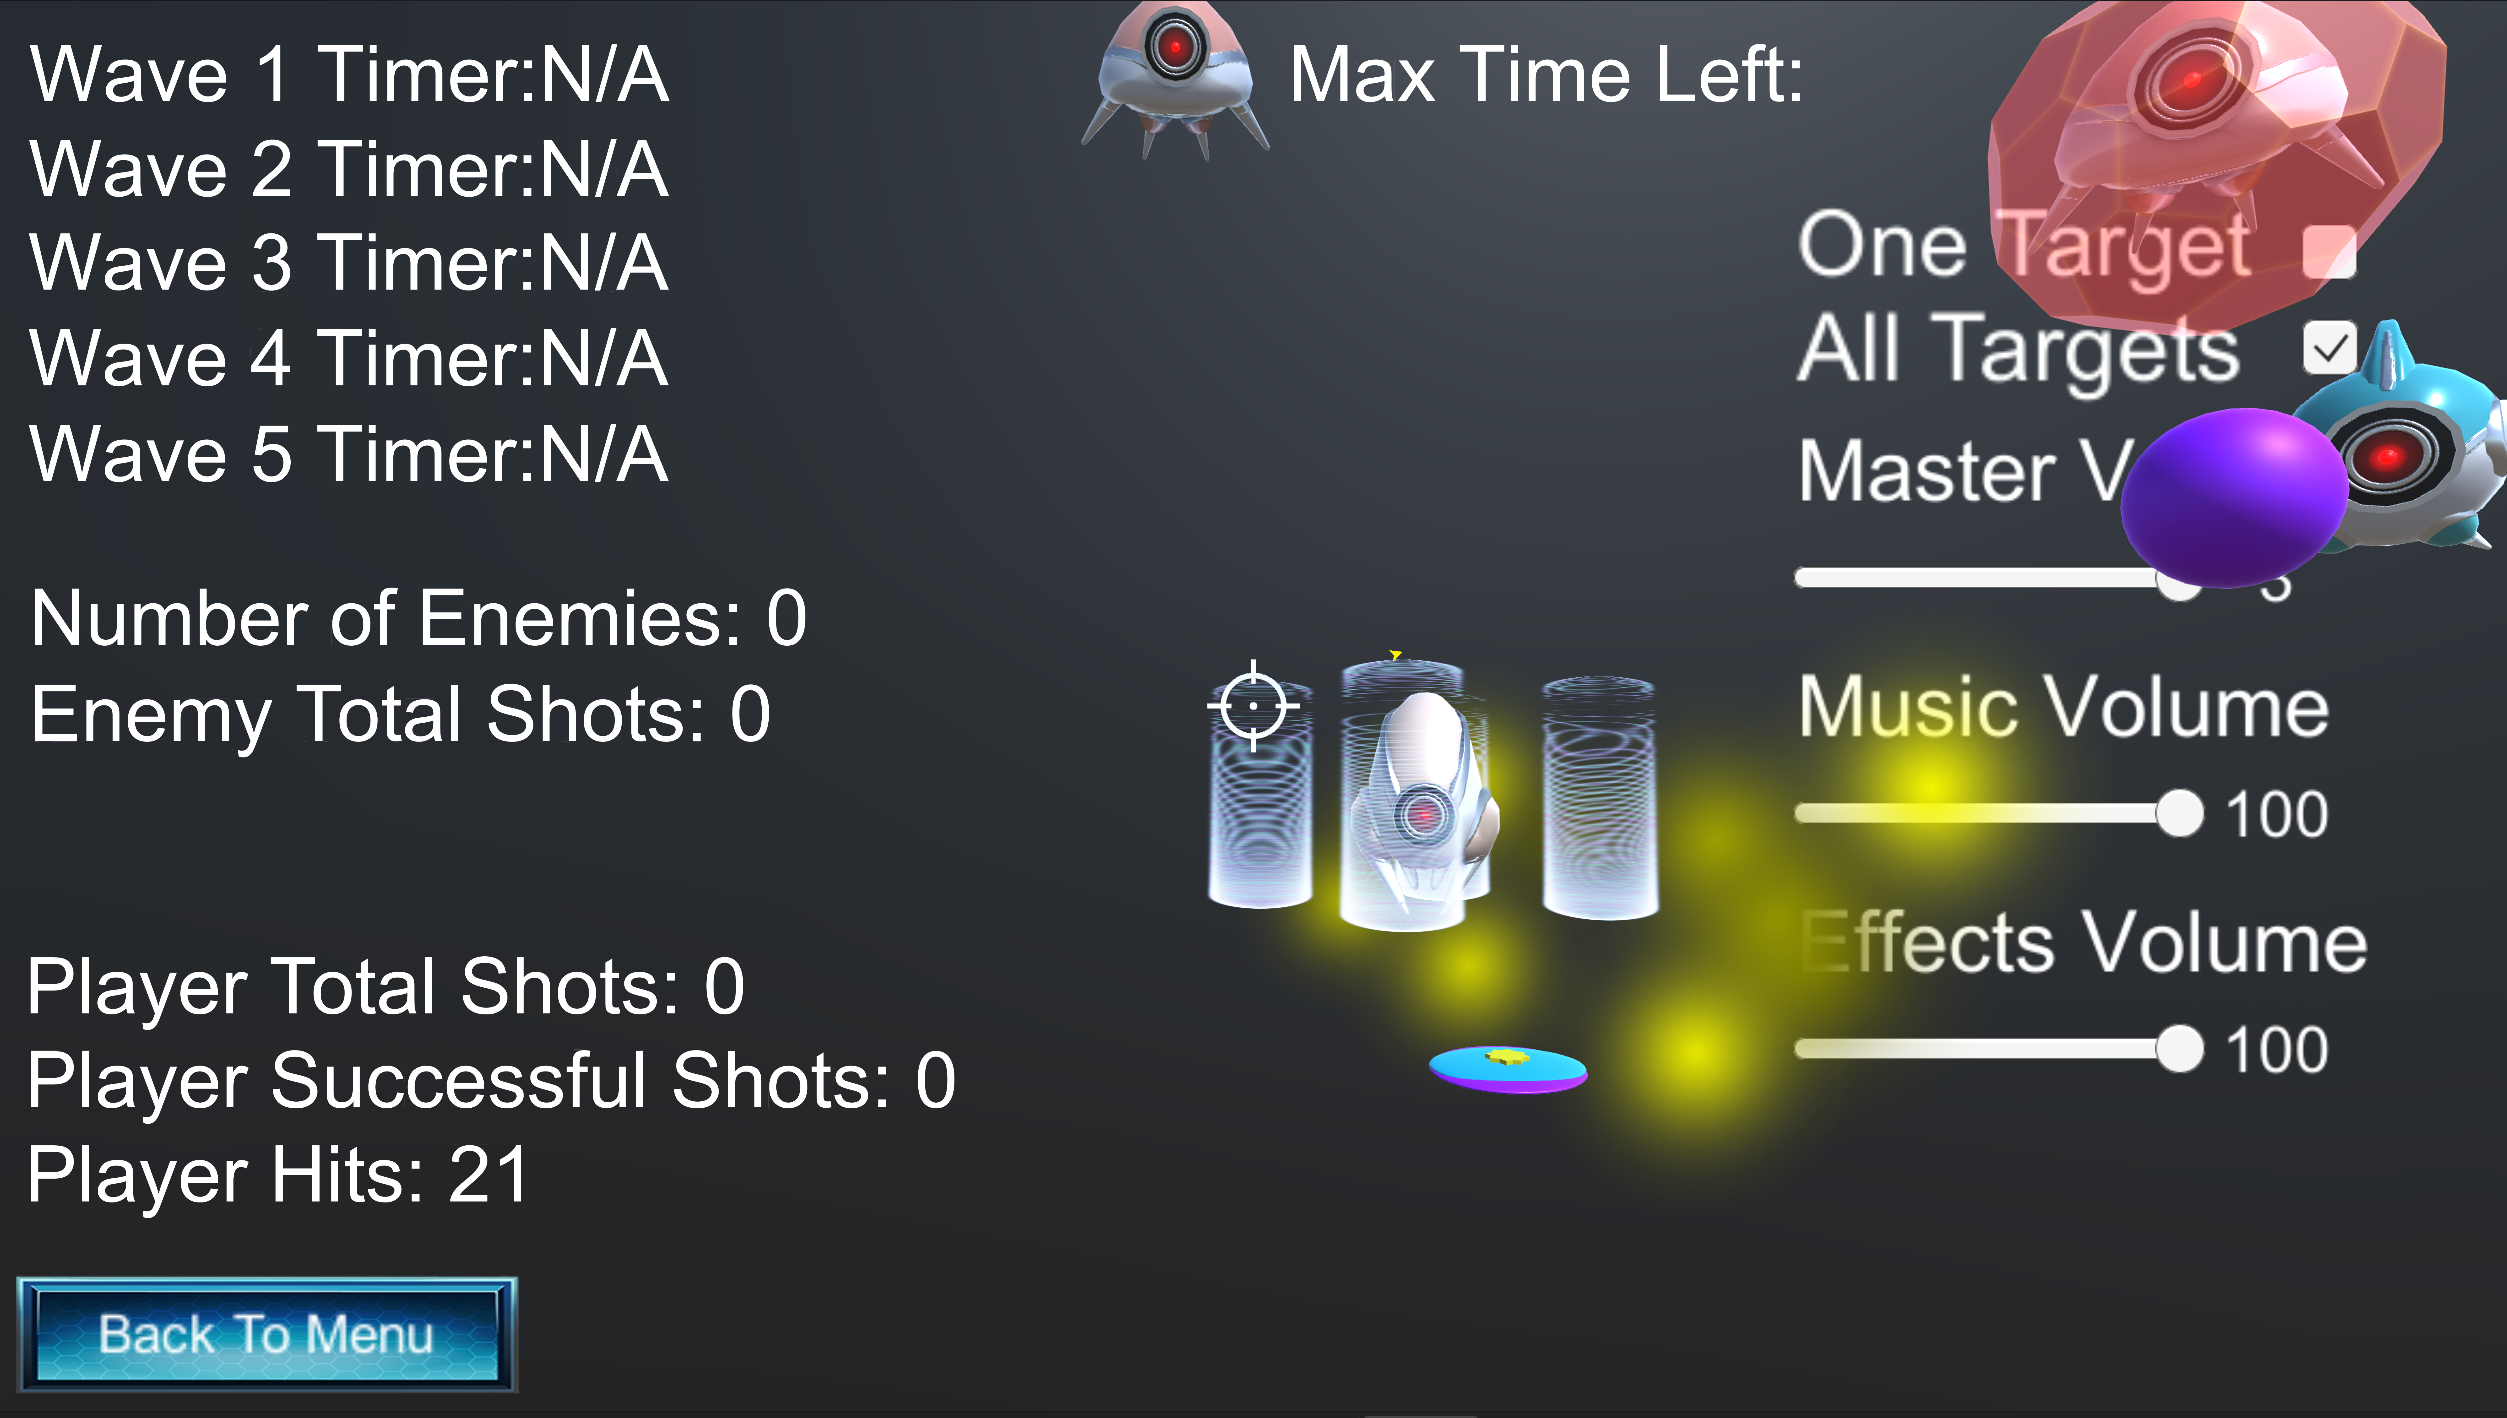 Wave 1 Timer:N/A
Wave 2 Timer:N/A
Wave 3 Timer:N/A
Wave 4 Timer:N/A
Wave 5 Timer:N/A
Number of Enemies: 0
Enemy Total Shots: 0
Player Total Shots: 0
Player Successful Shots: 0
Player Hits: 21
Back To Menu
Max Time Left:
One Target
All Targets
Master
Music Volume
100
Effects Volume
100